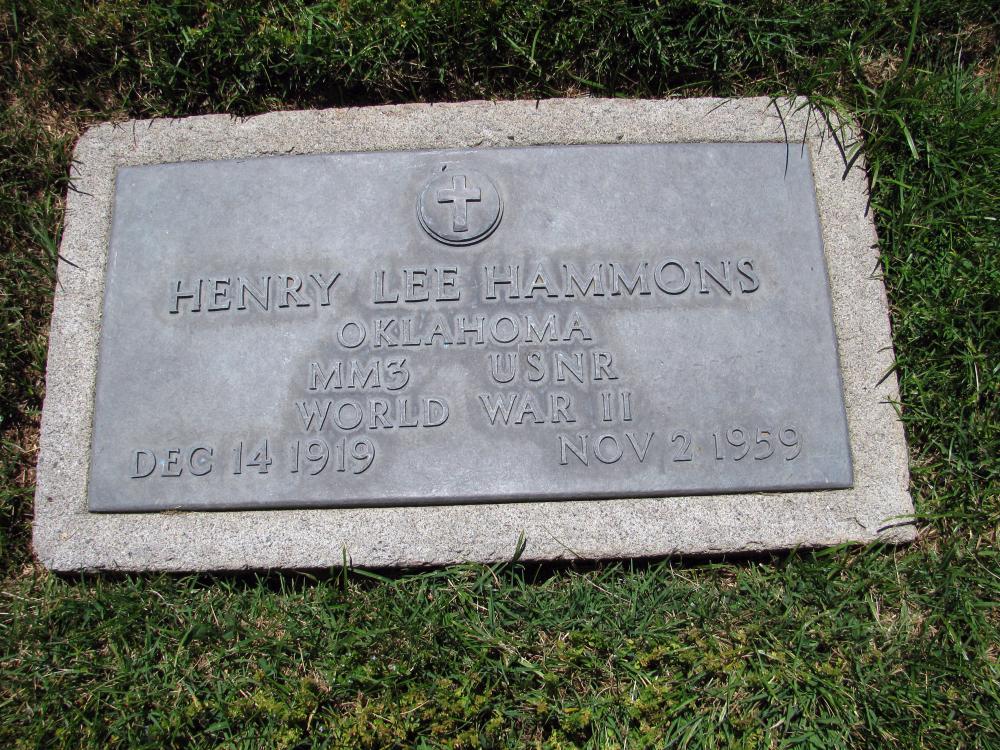 HENRY LEE HAMMONS
OKLAHOMA
MM3 USNR
WORLD WAR II
DEC 14 1919 NOV 2 1959